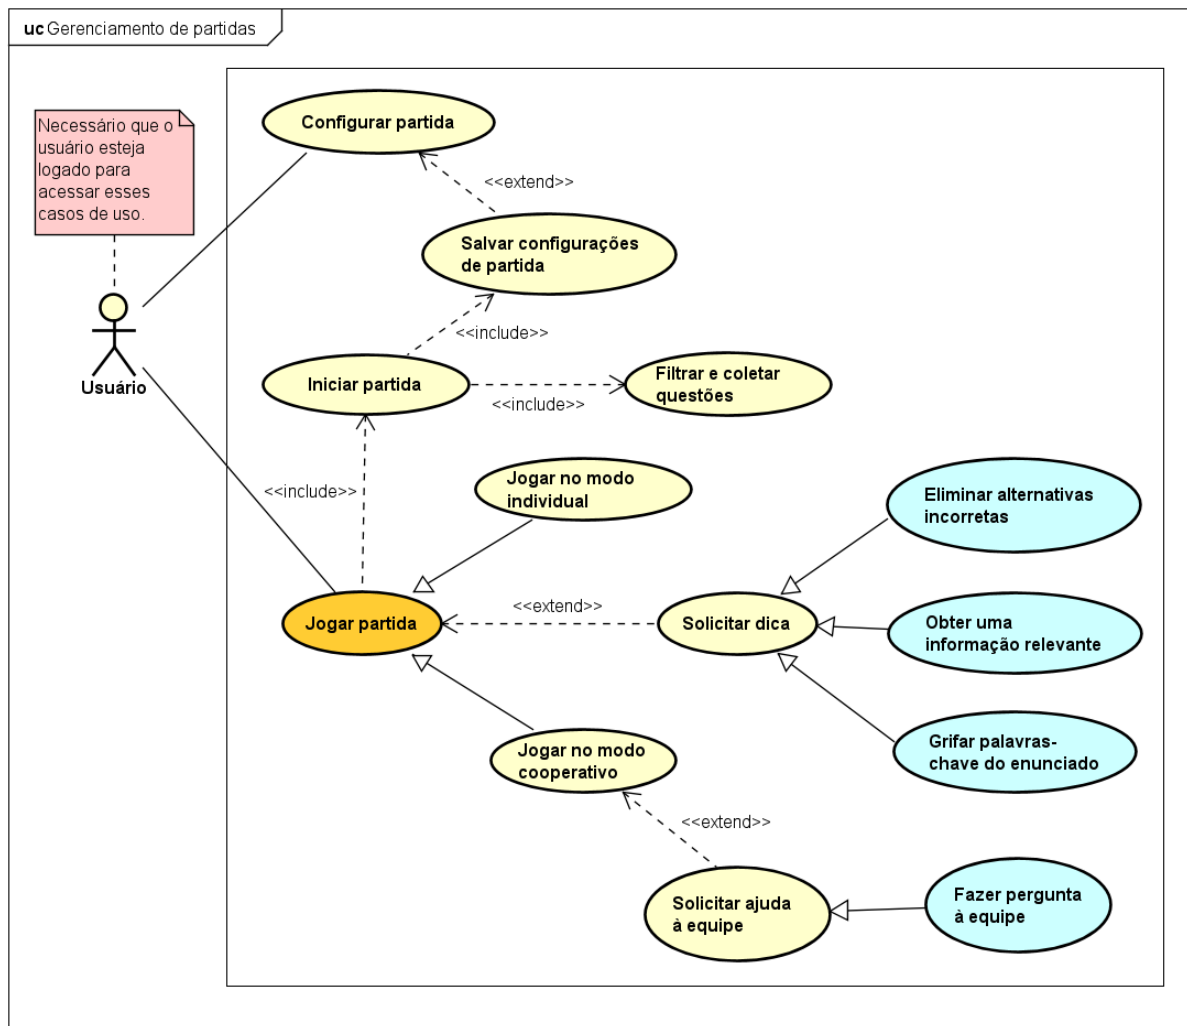 uc Gerenciamento de partidas
Necessário que o
usuário esteja
logado para
acessar esses
casos de uso.
Configurar partida
<<extend>>
Salvar configurações
de partida
<<include>>
Usuário
Iniciar partida
<<include>>
Filtrar e coletar
questões
<<include>>
Jogar no modo
individual
Eliminar alternativas
incorretas
Jogar partida
<<extend>>
Solicitar dica
Obter uma
informação relevante
Grifar palavras-
chave do enunciado
Jogar no modo
cooperativo
<<extend>>
Solicitar ajuda
à equipe
Fazer pergunta
à equipe